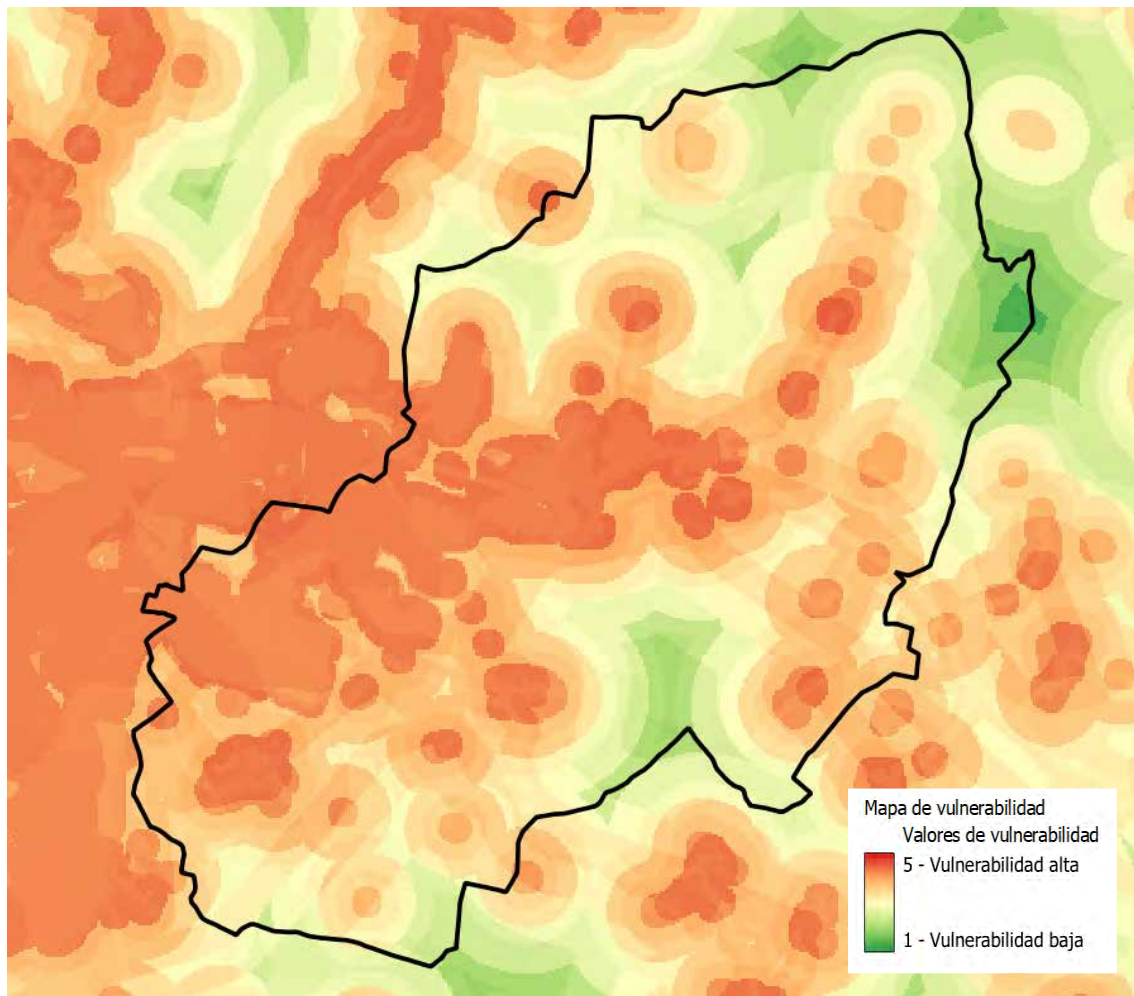 Mapa de vulnerabilidad
Valores de vulnerabilidad
5 - Vulnerabilidad alta
1 - Vulnerabilidad baja